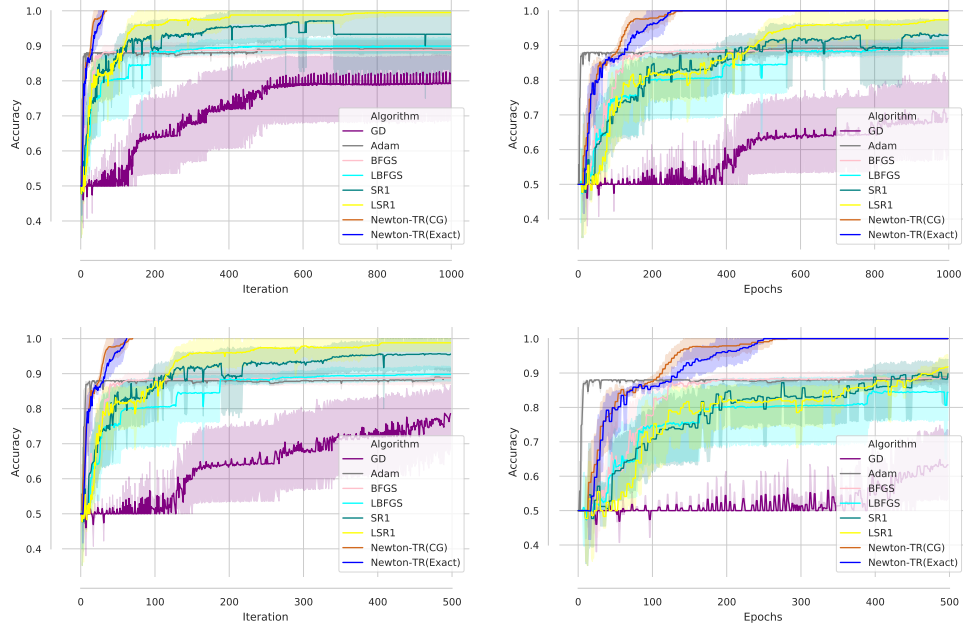 1.0
0.9
0.8
0.7
0.6
0.5
0.4
Accuracy
Algorithm
GD
Adam
BFGS
LBFGS
SR1
LSR1
Newton-TR(CG)
Newton-TR(Exact)
0 200 400 600 800 1000
Iteration
1.0
0.9
0.8
0.7
0.6
0.5
0.4
Accuracy
Algorithm
GD
Adam
BFGS
LBFGS
SR1
LSR1
Newton-TR(CG)
Newton-TR(Exact)
0 200 400 600 800 1000
Epochs
1.0
0.9
0.8
0.7
0.6
0.5
0.4
Accuracy
Algorithm
GD
Adam
BFGS
LBFGS
SR1
LSR1
Newton-TR(CG)
Newton-TR(Exact)
0 100 200 300 400 500
Iteration
1.0
0.9
0.8
0.7
0.6
0.5
0.4
Accuracy
Algorithm
GD
Adam
BFGS
LBFGS
SR1
LSR1
Newton-TR(CG)
Newton-TR(Exact)
0 100 200 300 400 500
Epochs